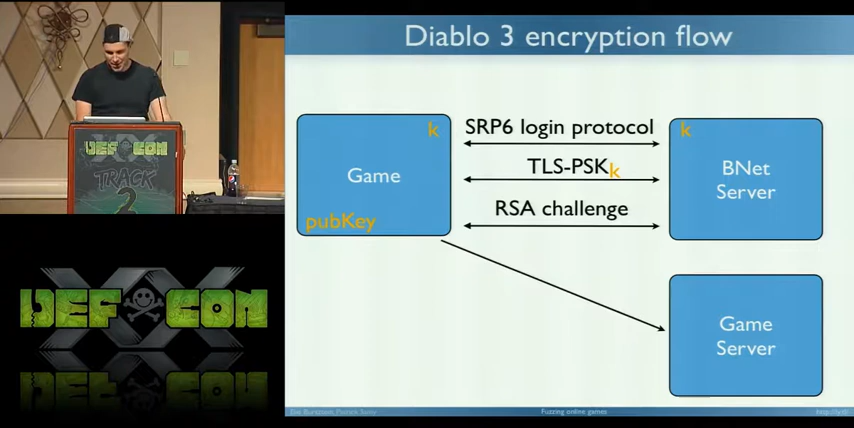 Diablo 3 encryption flow
k
SRP6 login protocol
k
TLS-PSKk
Game
BNet
Server
RSA challenge
pubKey
Game
Server
DEF CON
TRACK
2
DEF CON
Fuzzing online games